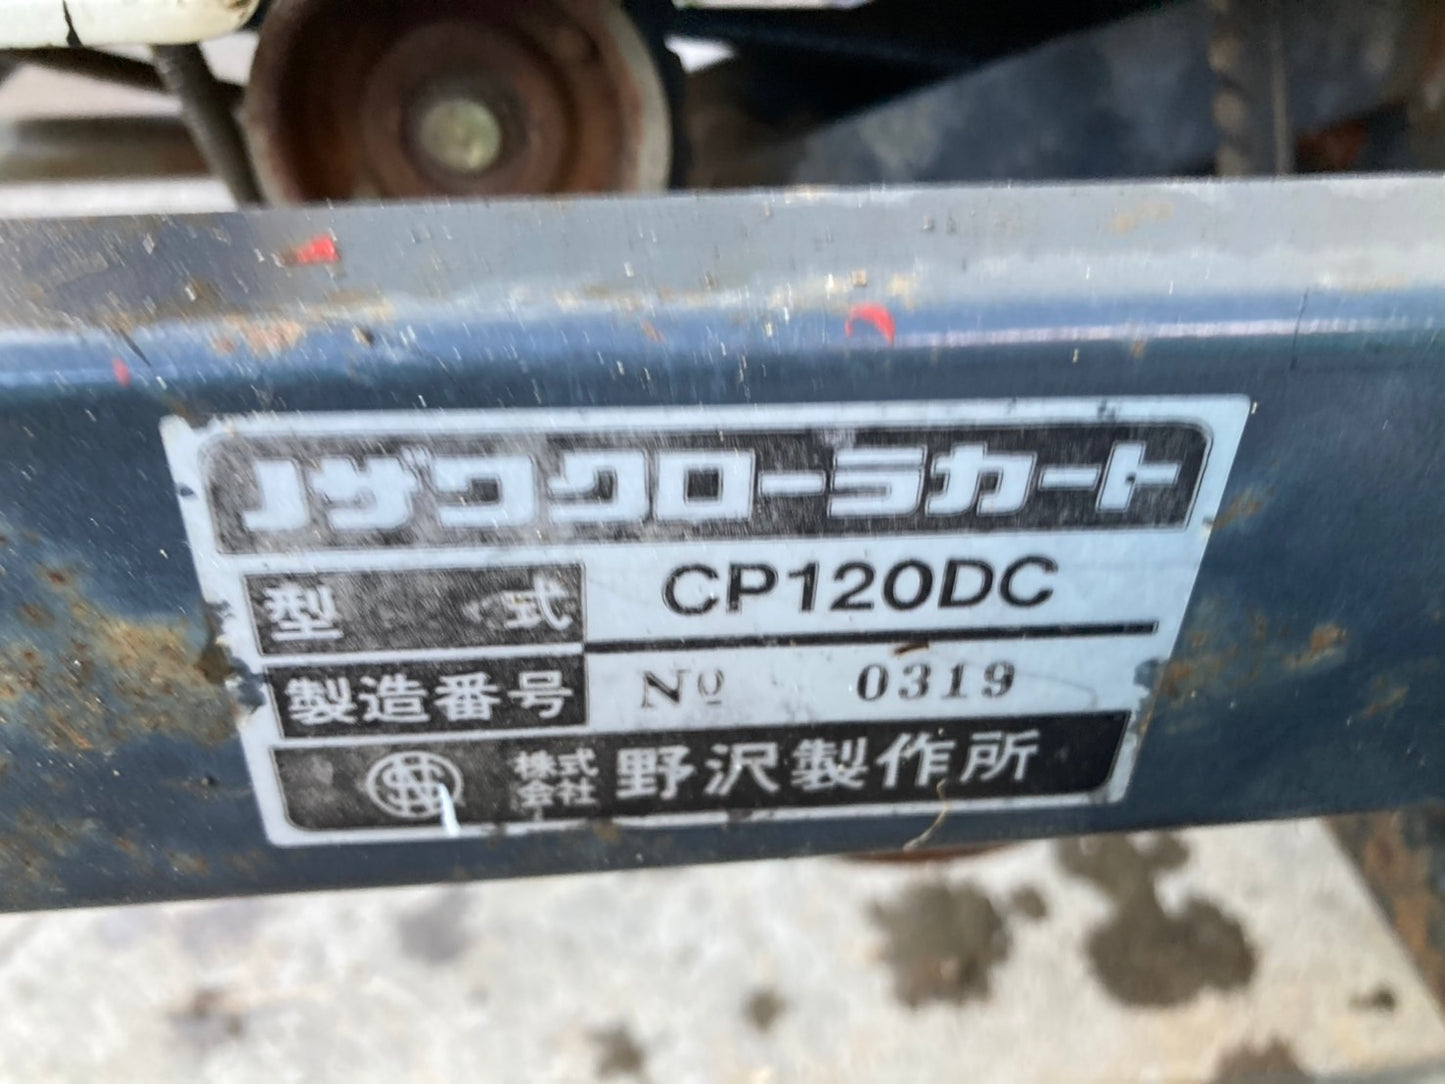 ノザワクローラカート
型式 CP120DC
製造番号 Nº 0319
株式会社 野沢製作所